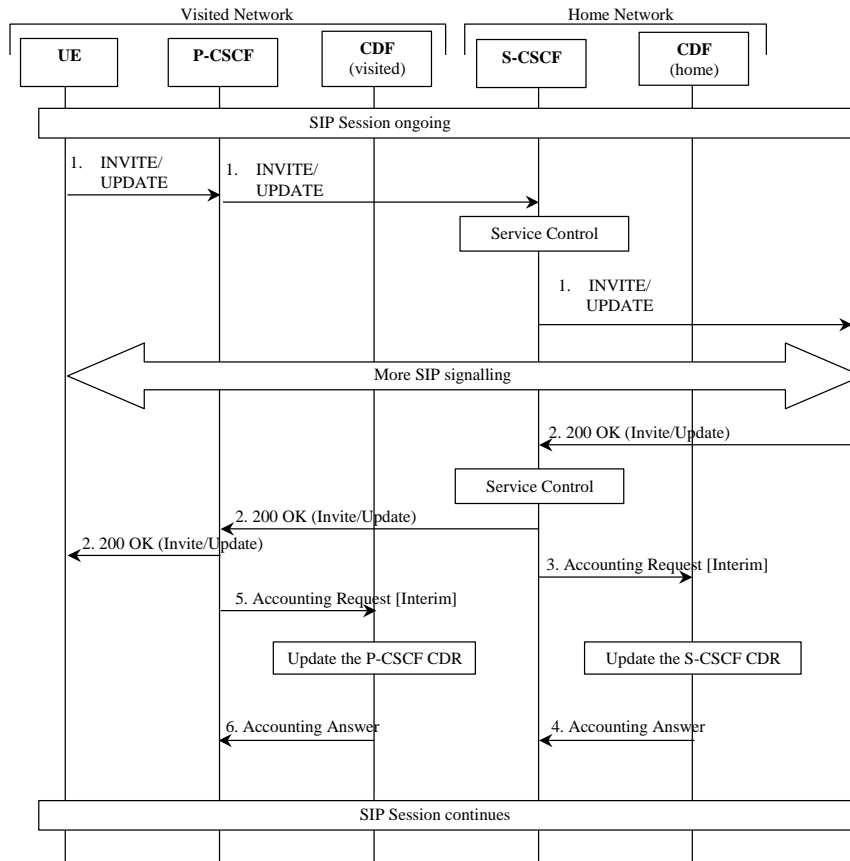 Visited Network
Home Network
UE
P-CSCF
CDF
(visited)
S-CSCF
CDF
(home)
SIP Session ongoing
1. INVITE/
UPDATE
1. INVITE/
UPDATE
Service Control
1. INVITE/
UPDATE
More SIP signalling
2. 200 OK (Invite/Update)
Service Control
2. 200 OK (Invite/Update)
2. 200 OK (Invite/Update)
3. Accounting Request [Interim]
5. Accounting Request [Interim]
Update the P-CSCF CDR
Update the S-CSCF CDR
6. Accounting Answer
4. Accounting Answer
SIP Session continues